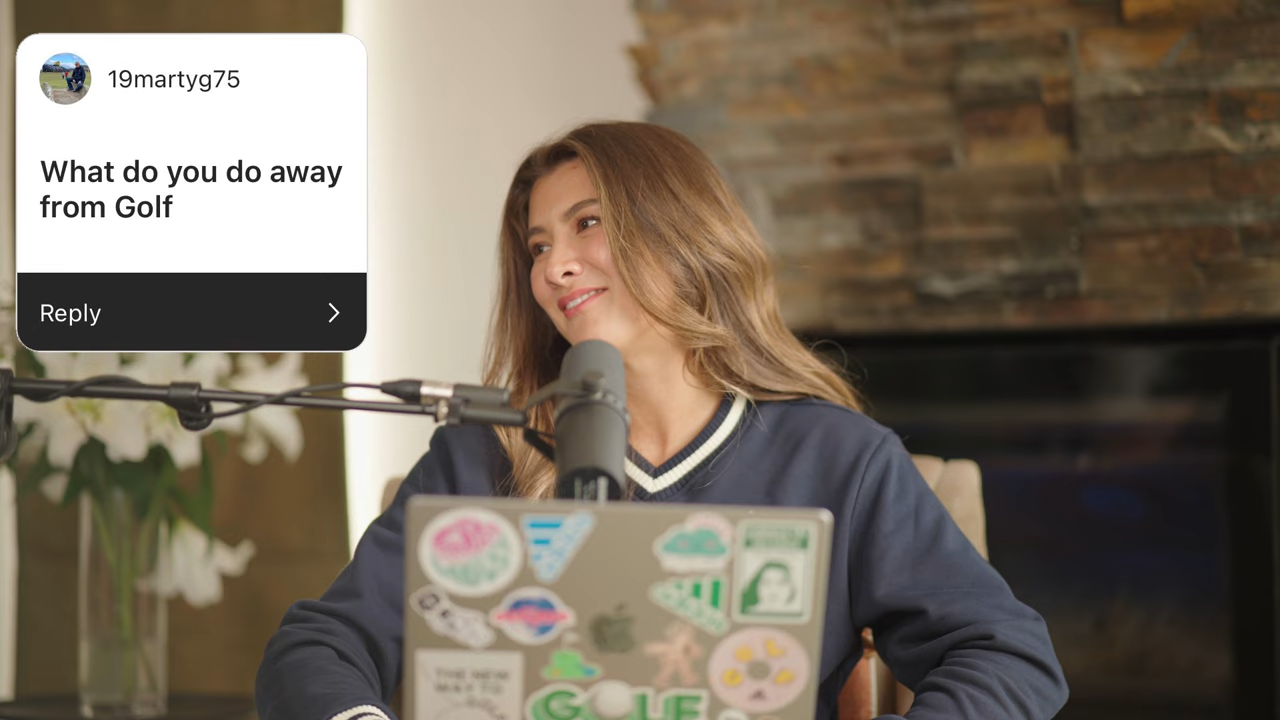 19martyg75
What do you do away
from Golf
Reply
THE NEW
WAY TO
GOLF